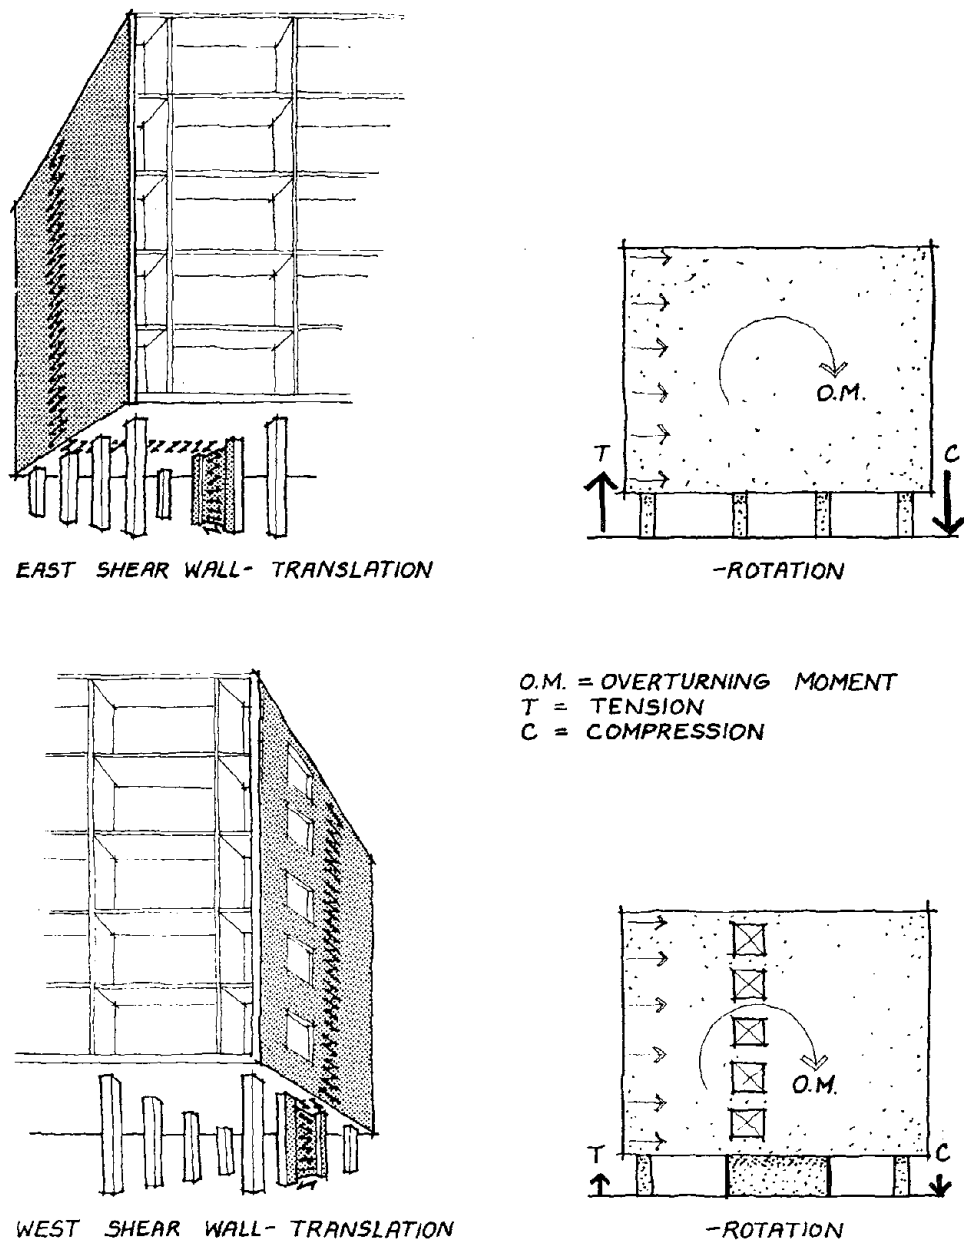 O.M.
T
C
EAST SHEAR WALL- TRANSLATION
-ROTATION
O.M. = OVERTURNING MOMENT
T = TENSION
C = COMPRESSION
O.M.
T
C
WEST SHEAR WALL- TRANSLATION
-ROTATION